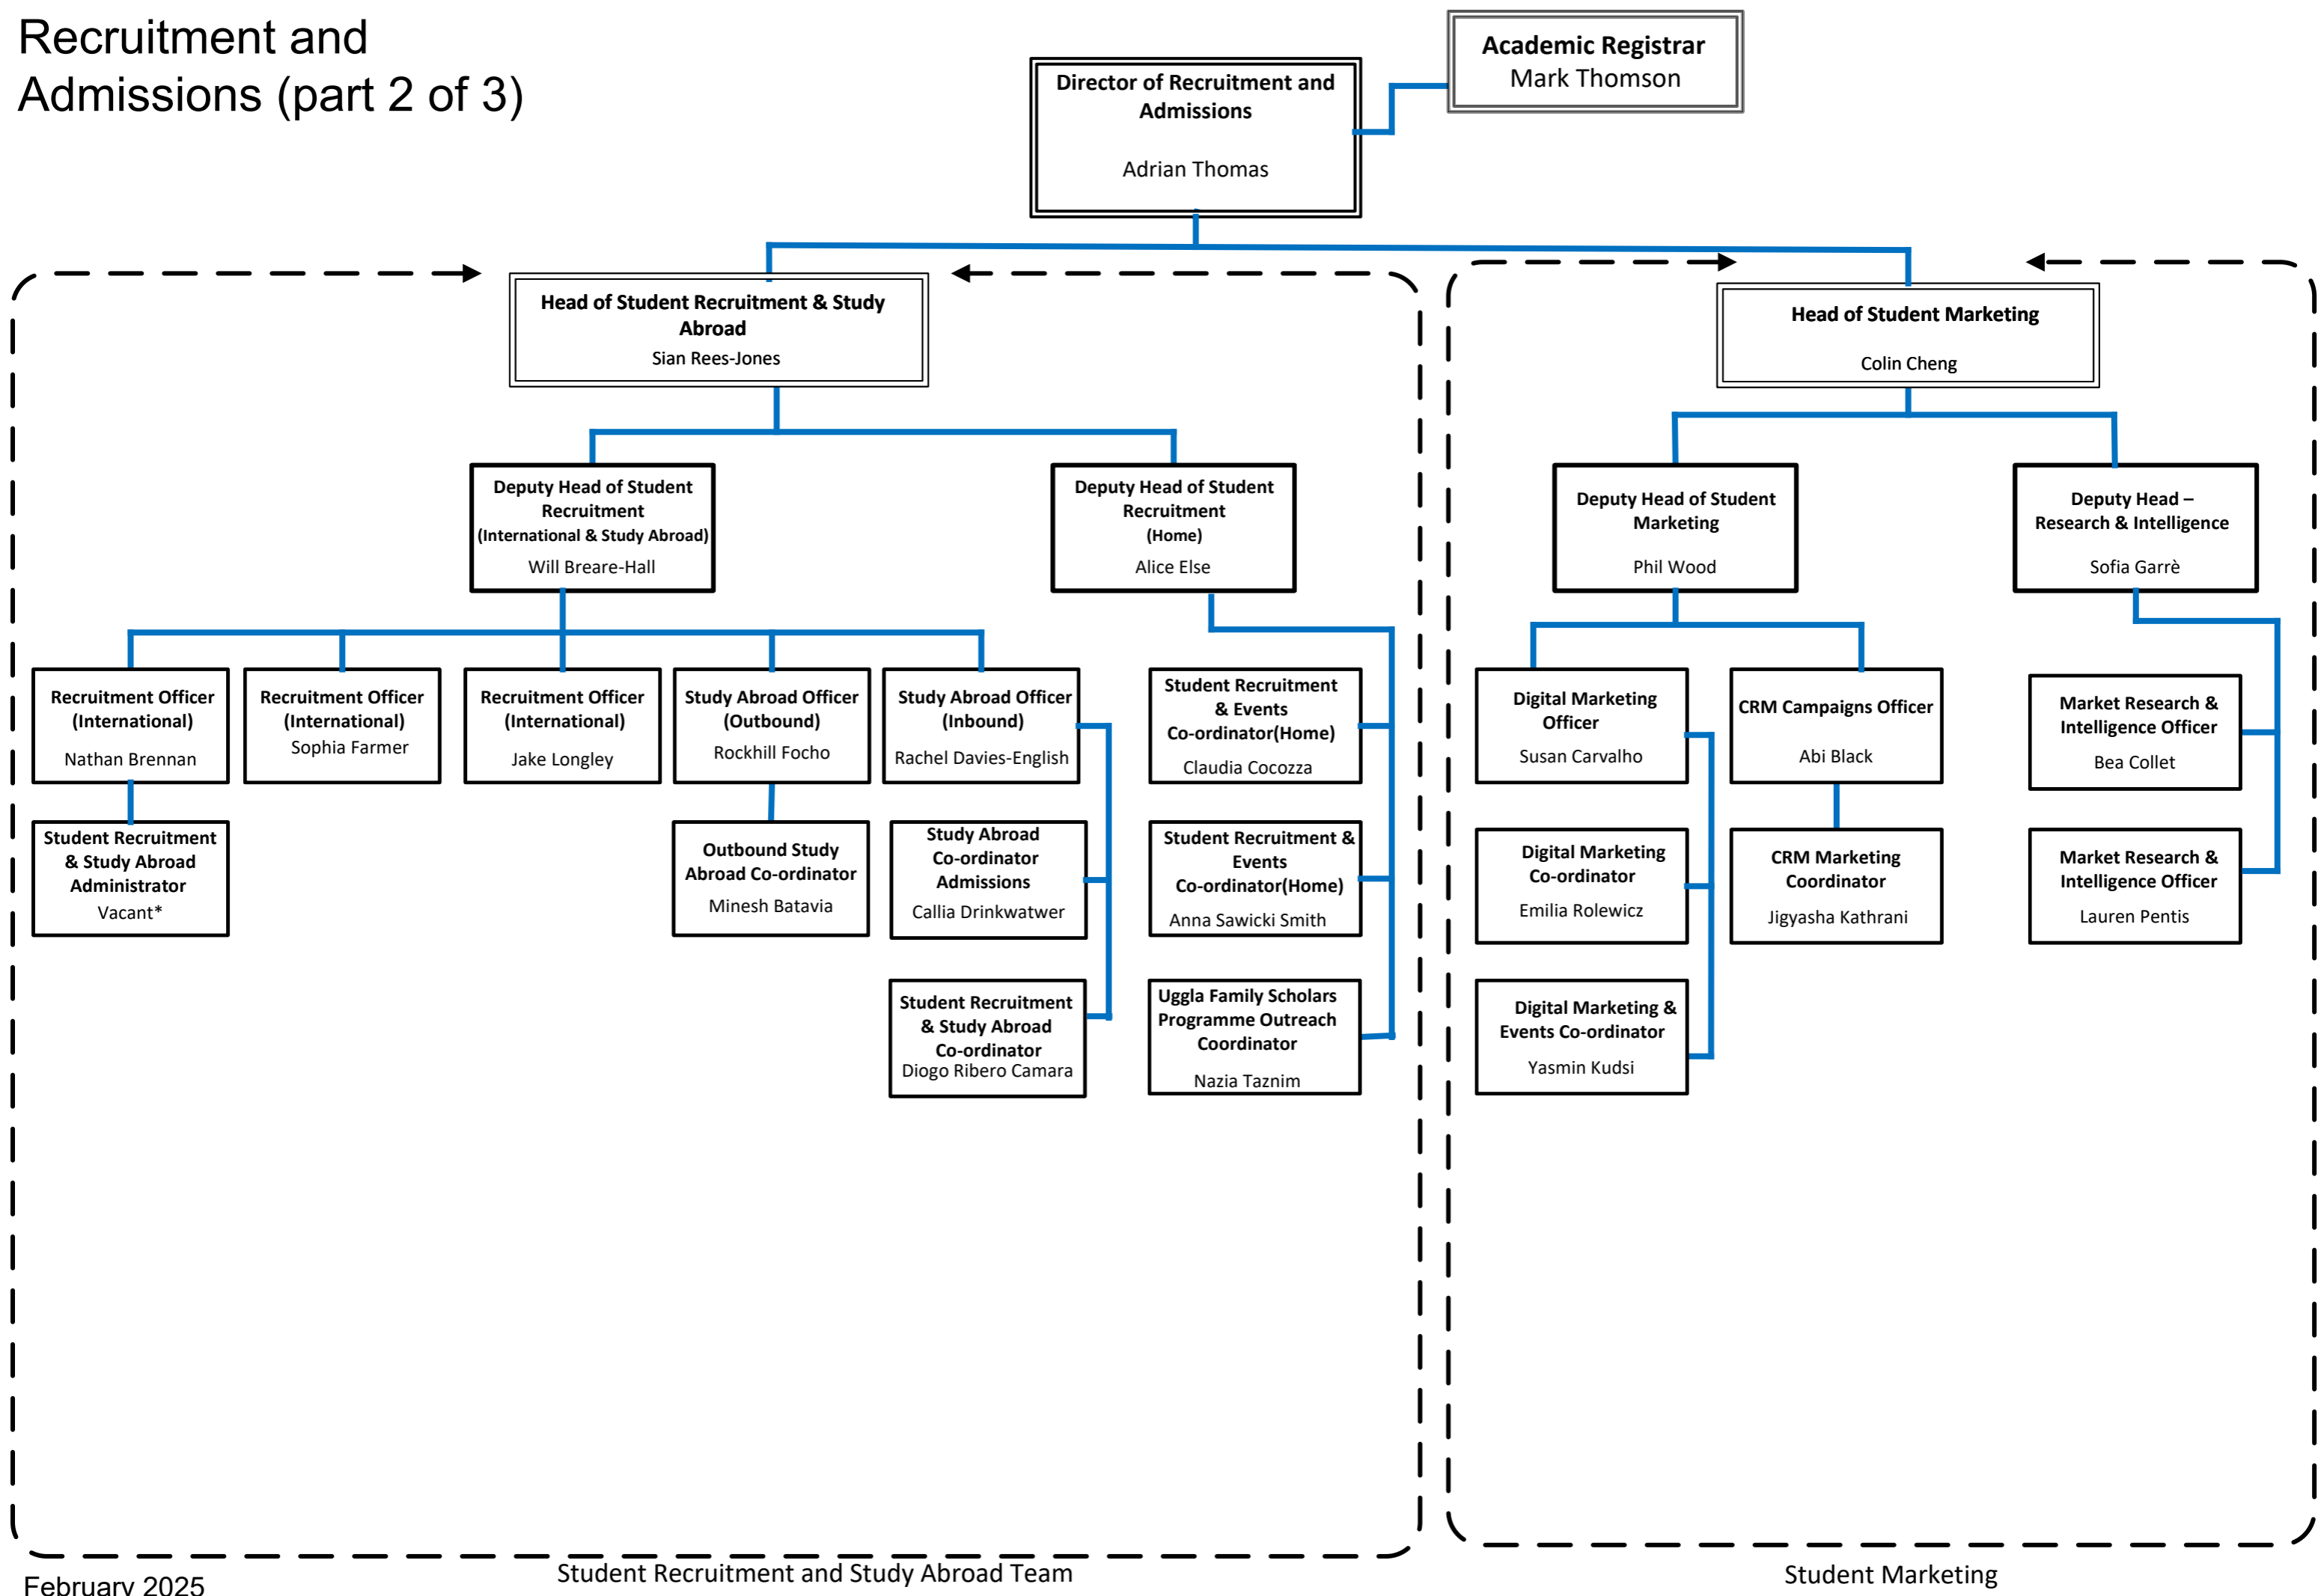 Recruitment and
Admissions (part 2 of 3)
Academic Registrar
Mark Thomson
Director of Recruitment and
Admissions
Adrian Thomas
Head of Student Recruitment & Study
Abroad
Sian Rees-Jones
Head of Student Marketing
Colin Cheng
Deputy Head of Student
Recruitment
(International & Study Abroad)
Will Breare-Hall
Deputy Head of Student
Recruitment
(Home)
Alice Else
Deputy Head of Student
Marketing
Phil Wood
Deputy Head –
Research & Intelligence
Sofia Garrè
Recruitment Officer
(International)
Nathan Brennan
Recruitment Officer
(International)
Sophia Farmer
Recruitment Officer
(International)
Jake Longley
Study Abroad Officer
(Outbound)
Rockhill Focho
Study Abroad Officer
(Inbound)
Rachel Davies-English
Student Recruitment
& Events
Co-ordinator(Home)
Claudia Cocozza
Digital Marketing
Officer
Susan Carvalho
CRM Campaigns Officer
Abi Black
Market Research &
Intelligence Officer
Bea Collet
Student Recruitment
& Study Abroad
Administrator
Vacant*
Outbound Study
Abroad Co-ordinator
Minesh Batavia
Study Abroad
Co-ordinator
Admissions
Callia Drinkwatwer
Student Recruitment &
Events
Co-ordinator(Home)
Anna Sawicki Smith
Digital Marketing
Co-ordinator
Emilia Rolewicz
CRM Marketing
Coordinator
Jigyasha Kathrani
Market Research &
Intelligence Officer
Lauren Pentis
Student Recruitment
& Study Abroad
Co-ordinator
Diogo Ribero Camara
Uggla Family Scholars
Programme Outreach
Coordinator
Nazia Taznim
Digital Marketing &
Events Co-ordinator
Yasmin Kudsi
Student Recruitment and Study Abroad Team
Student Marketing
February 2025